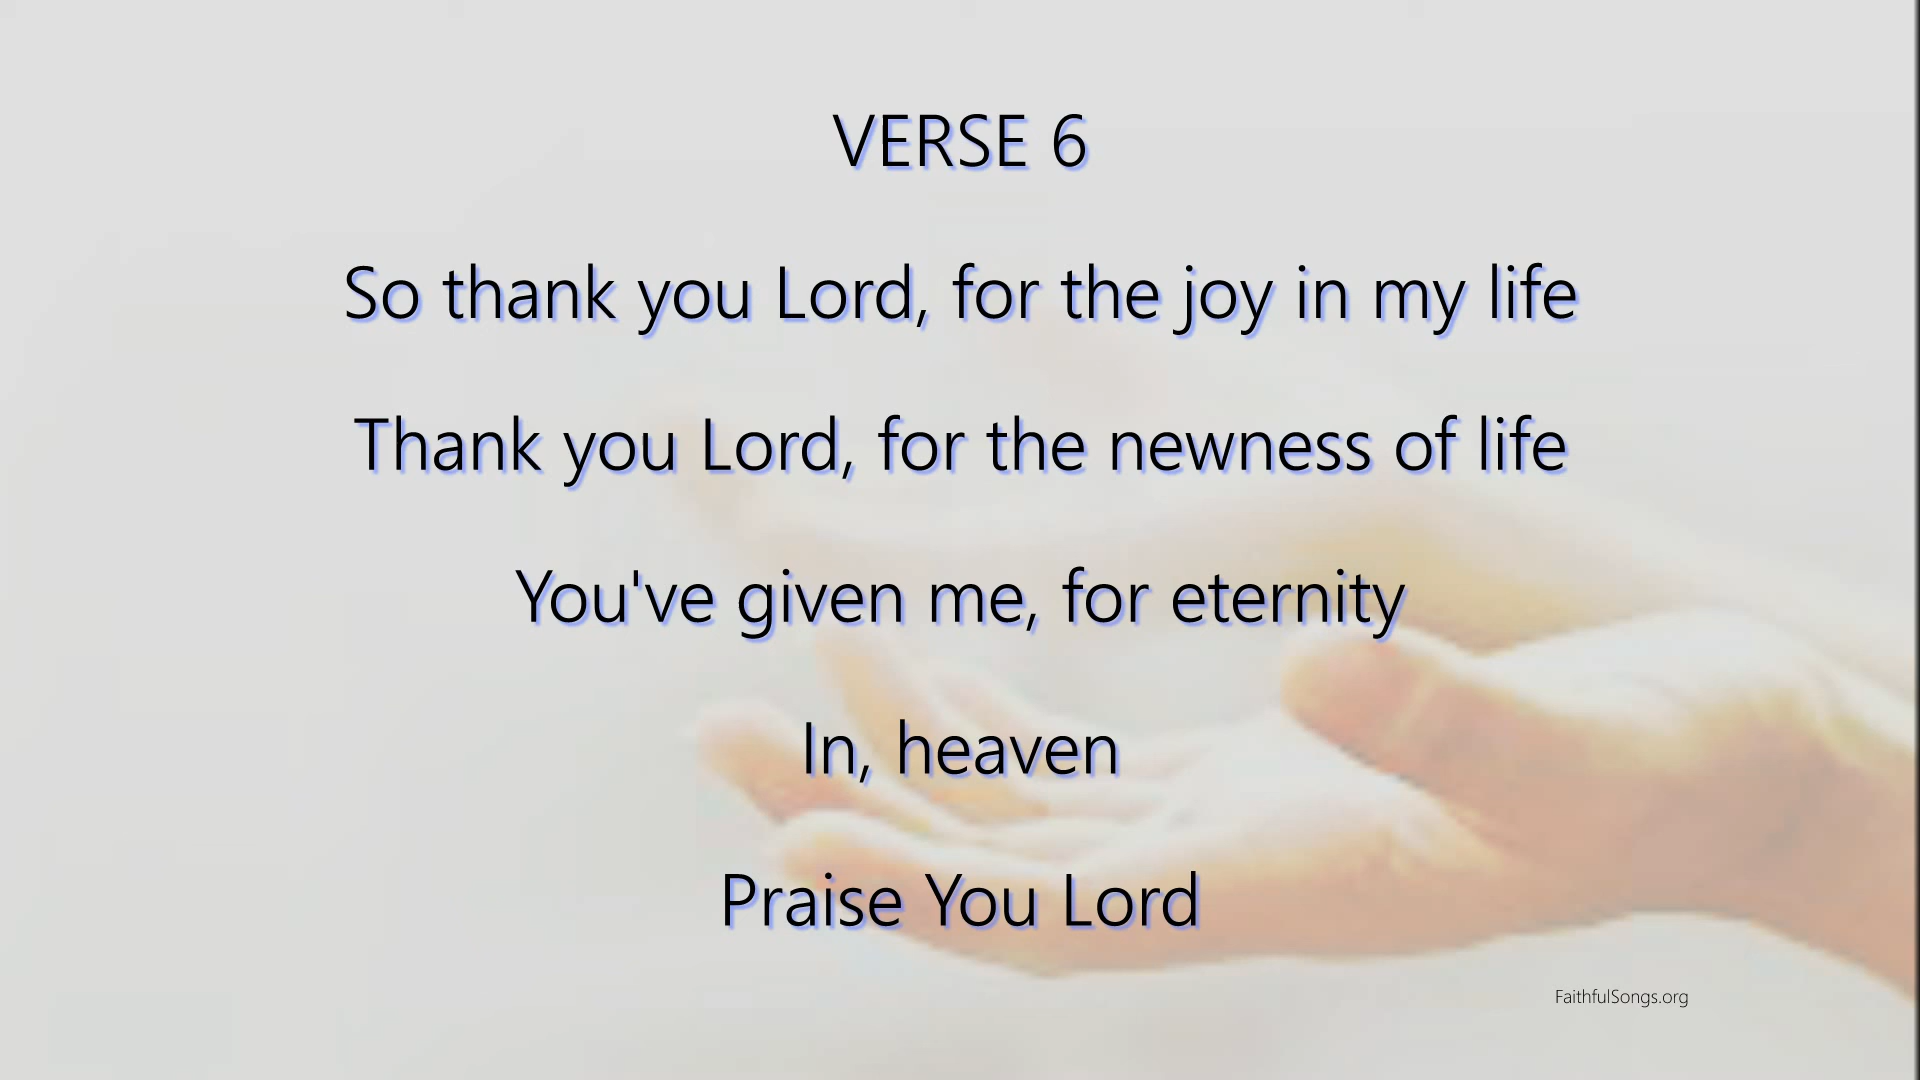 VERSE 6
So thank you Lord, for the joy in my life
Thank you Lord, for the newness of life
You've given me, for eternity
In, heaven
Praise You Lord
FaithfulSongs.org